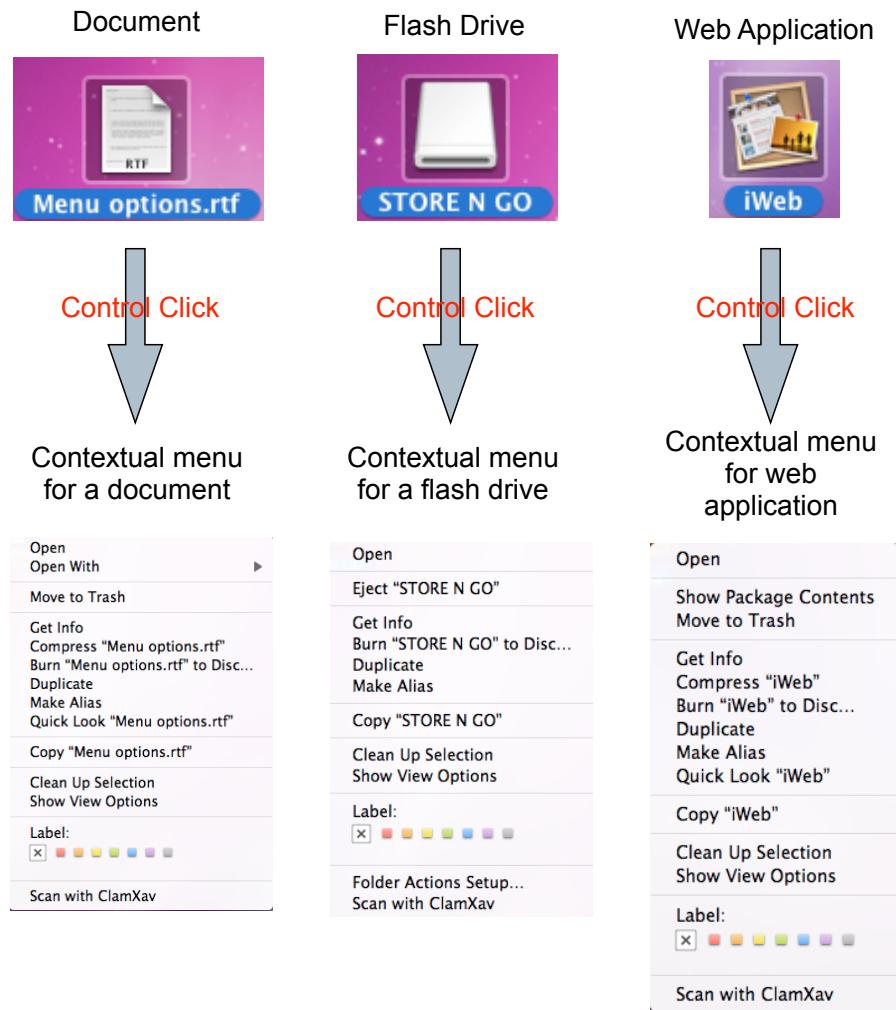 Document
RTF
Menu options.rtf
Control Click
Contextual menu
for a document
Open
Open With
Move to Trash
Get Info
Compress “Menu options.rtf”
Burn “Menu options.rtf” to Disc...
Duplicate
Make Alias
Quick Look “Menu options.rtf”
Copy “Menu options.rtf”
Clean Up Selection
Show View Options
Label:
Scan with ClamXav
Flash Drive
STORE N GO
Control Click
Contextual menu
for a flash drive
Open
Eject “STORE N GO”
Get Info
Burn “STORE N GO” to Disc...
Duplicate
Make Alias
Copy “STORE N GO”
Clean Up Selection
Show View Options
Label:
Folder Actions Setup...
Scan with ClamXav
Web Application
iWeb
Control Click
Contextual menu
for web
application
Open
Show Package Contents
Move to Trash
Get Info
Compress “iWeb”
Burn “iWeb” to Disc...
Duplicate
Make Alias
Quick Look “iWeb”
Copy “iWeb”
Clean Up Selection
Show View Options
Label:
Scan with ClamXav